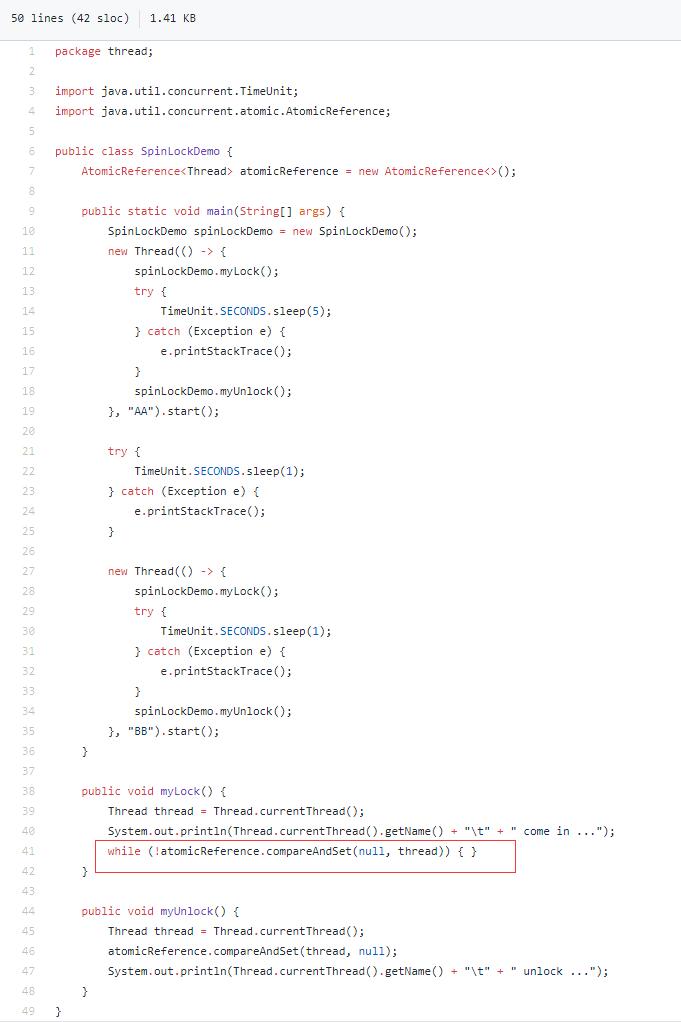 50 lines (42 sloc) 1.41 KB
1 package thread;
2
3 import java.util.concurrent.TimeUnit;
4 import java.util.concurrent.atomic.AtomicReference;
5
6 public class SpinLockDemo {
7     AtomicReference<Thread> atomicReference = new AtomicReference<>();
8
9     public static void main(String[] args) {
10         SpinLockDemo spinLockDemo = new SpinLockDemo();
11         new Thread(() -> {
12             spinLockDemo.myLock();
13             try {
14                 TimeUnit.SECONDS.sleep(5);
15             } catch (Exception e) {
16                 e.printStackTrace();
17             }
18             spinLockDemo.myUnlock();
19         }, "AA").start();
20
21         try {
22             TimeUnit.SECONDS.sleep(1);
23         } catch (Exception e) {
24             e.printStackTrace();
25         }
26
27         new Thread(() -> {
28             spinLockDemo.myLock();
29             try {
30                 TimeUnit.SECONDS.sleep(1);
31             } catch (Exception e) {
32                 e.printStackTrace();
33             }
34             spinLockDemo.myUnlock();
35         }, "BB").start();
36     }
37
38     public void myLock() {
39         Thread thread = Thread.currentThread();
40         System.out.println(Thread.currentThread().getName() + "\t" + " come in ...");
41         while (!atomicReference.compareAndSet(null, thread)) { }
42     }
43
44     public void myUnlock() {
45         Thread thread = Thread.currentThread();
46         atomicReference.compareAndSet(thread, null);
47         System.out.println(Thread.currentThread().getName() + "\t" + " unlock ...");
48     }
49 }